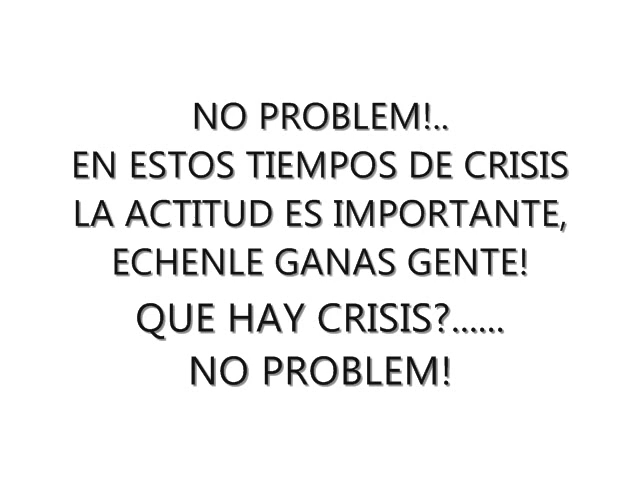 NO PROBLEM!..
EN ESTOS TIEMPOS DE CRISIS
LA ACTITUD ES IMPORTANTE,
ECHENLE GANAS GENTE!
QUE HAY CRISIS?......
NO PROBLEM!